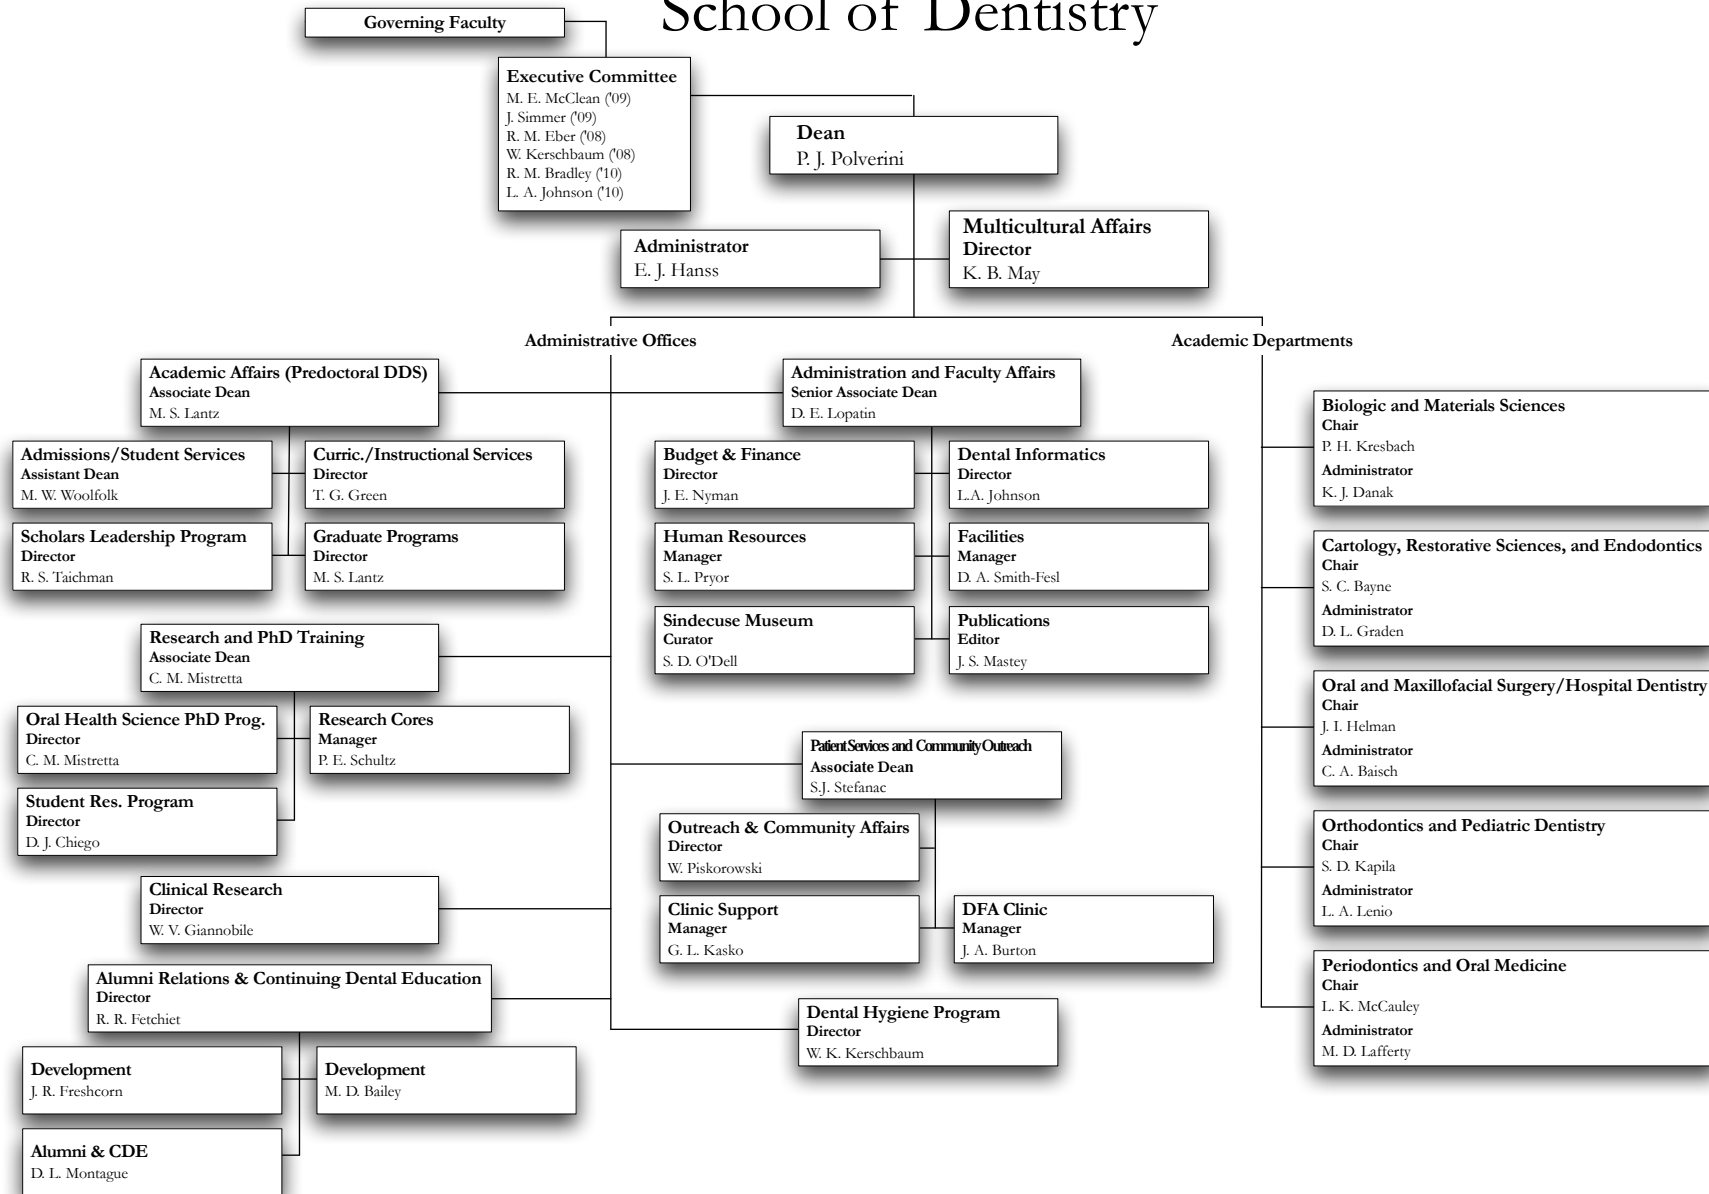 School of Dentistry
Governing Faculty
Executive Committee
M. E. McClean ('09)
J. Simmer ('09)
R. M. Eber ('08)
W. Kerschbaum ('08)
R. M. Bradley ('10)
L. A. Johnson ('10)
Dean
P. J. Polverini
Administrator
E. J. Hanss
Multicultural Affairs
Director
K. B. May
Administrative Offices
Academic Affairs (Predoctoral DDS)
Associate Dean
M. S. Lantz
Admissions/Student Services
Assistant Dean
M. W. Woolfolk
Curric./Instructional Services
Director
T. G. Green
Scholars Leadership Program
Director
R. S. Taichman
Graduate Programs
Director
M. S. Lantz
Research and PhD Training
Associate Dean
C. M. Mistretta
Oral Health Science PhD Prog.
Director
C. M. Mistretta
Research Cores
Manager
P. E. Schultz
Student Res. Program
Director
D. J. Chiego
Clinical Research
Director
W. V. Giannobile
Alumni Relations & Continuing Dental Education
Director
R. R. Fetchiet
Development
J. R. Freshcorn
Development
M. D. Bailey
Alumni & CDE
D. L. Montague
Administration and Faculty Affairs
Senior Associate Dean
D. E. Lopatin
Budget & Finance
Director
J. E. Nyman
Dental Informatics
Director
L.A. Johnson
Human Resources
Manager
S. L. Pryor
Facilities
Manager
D. A. Smith-Fesl
Sindecuse Museum
Curator
S. D. O'Dell
Publications
Editor
J. S. Mastey
Patient Services and Community Outreach
Associate Dean
S.J. Stefanac
Outreach & Community Affairs
Director
W. Piskorowski
Clinic Support
Manager
G. L. Kasko
DFA Clinic
Manager
J. A. Burton
Dental Hygiene Program
Director
W. K. Kerschbaum
Academic Departments
Biologic and Materials Sciences
Chair
P. H. Kresbach
Administrator
K. J. Danak
Cartology, Restorative Sciences, and Endodontics
Chair
S. C. Bayne
Administrator
D. L. Graden
Oral and Maxillofacial Surgery/Hospital Dentistry
Chair
J. I. Helman
Administrator
C. A. Baisch
Orthodontics and Pediatric Dentistry
Chair
S. D. Kapila
Administrator
L. A. Lenio
Periodontics and Oral Medicine
Chair
L. K. McCauley
Administrator
M. D. Lafferty